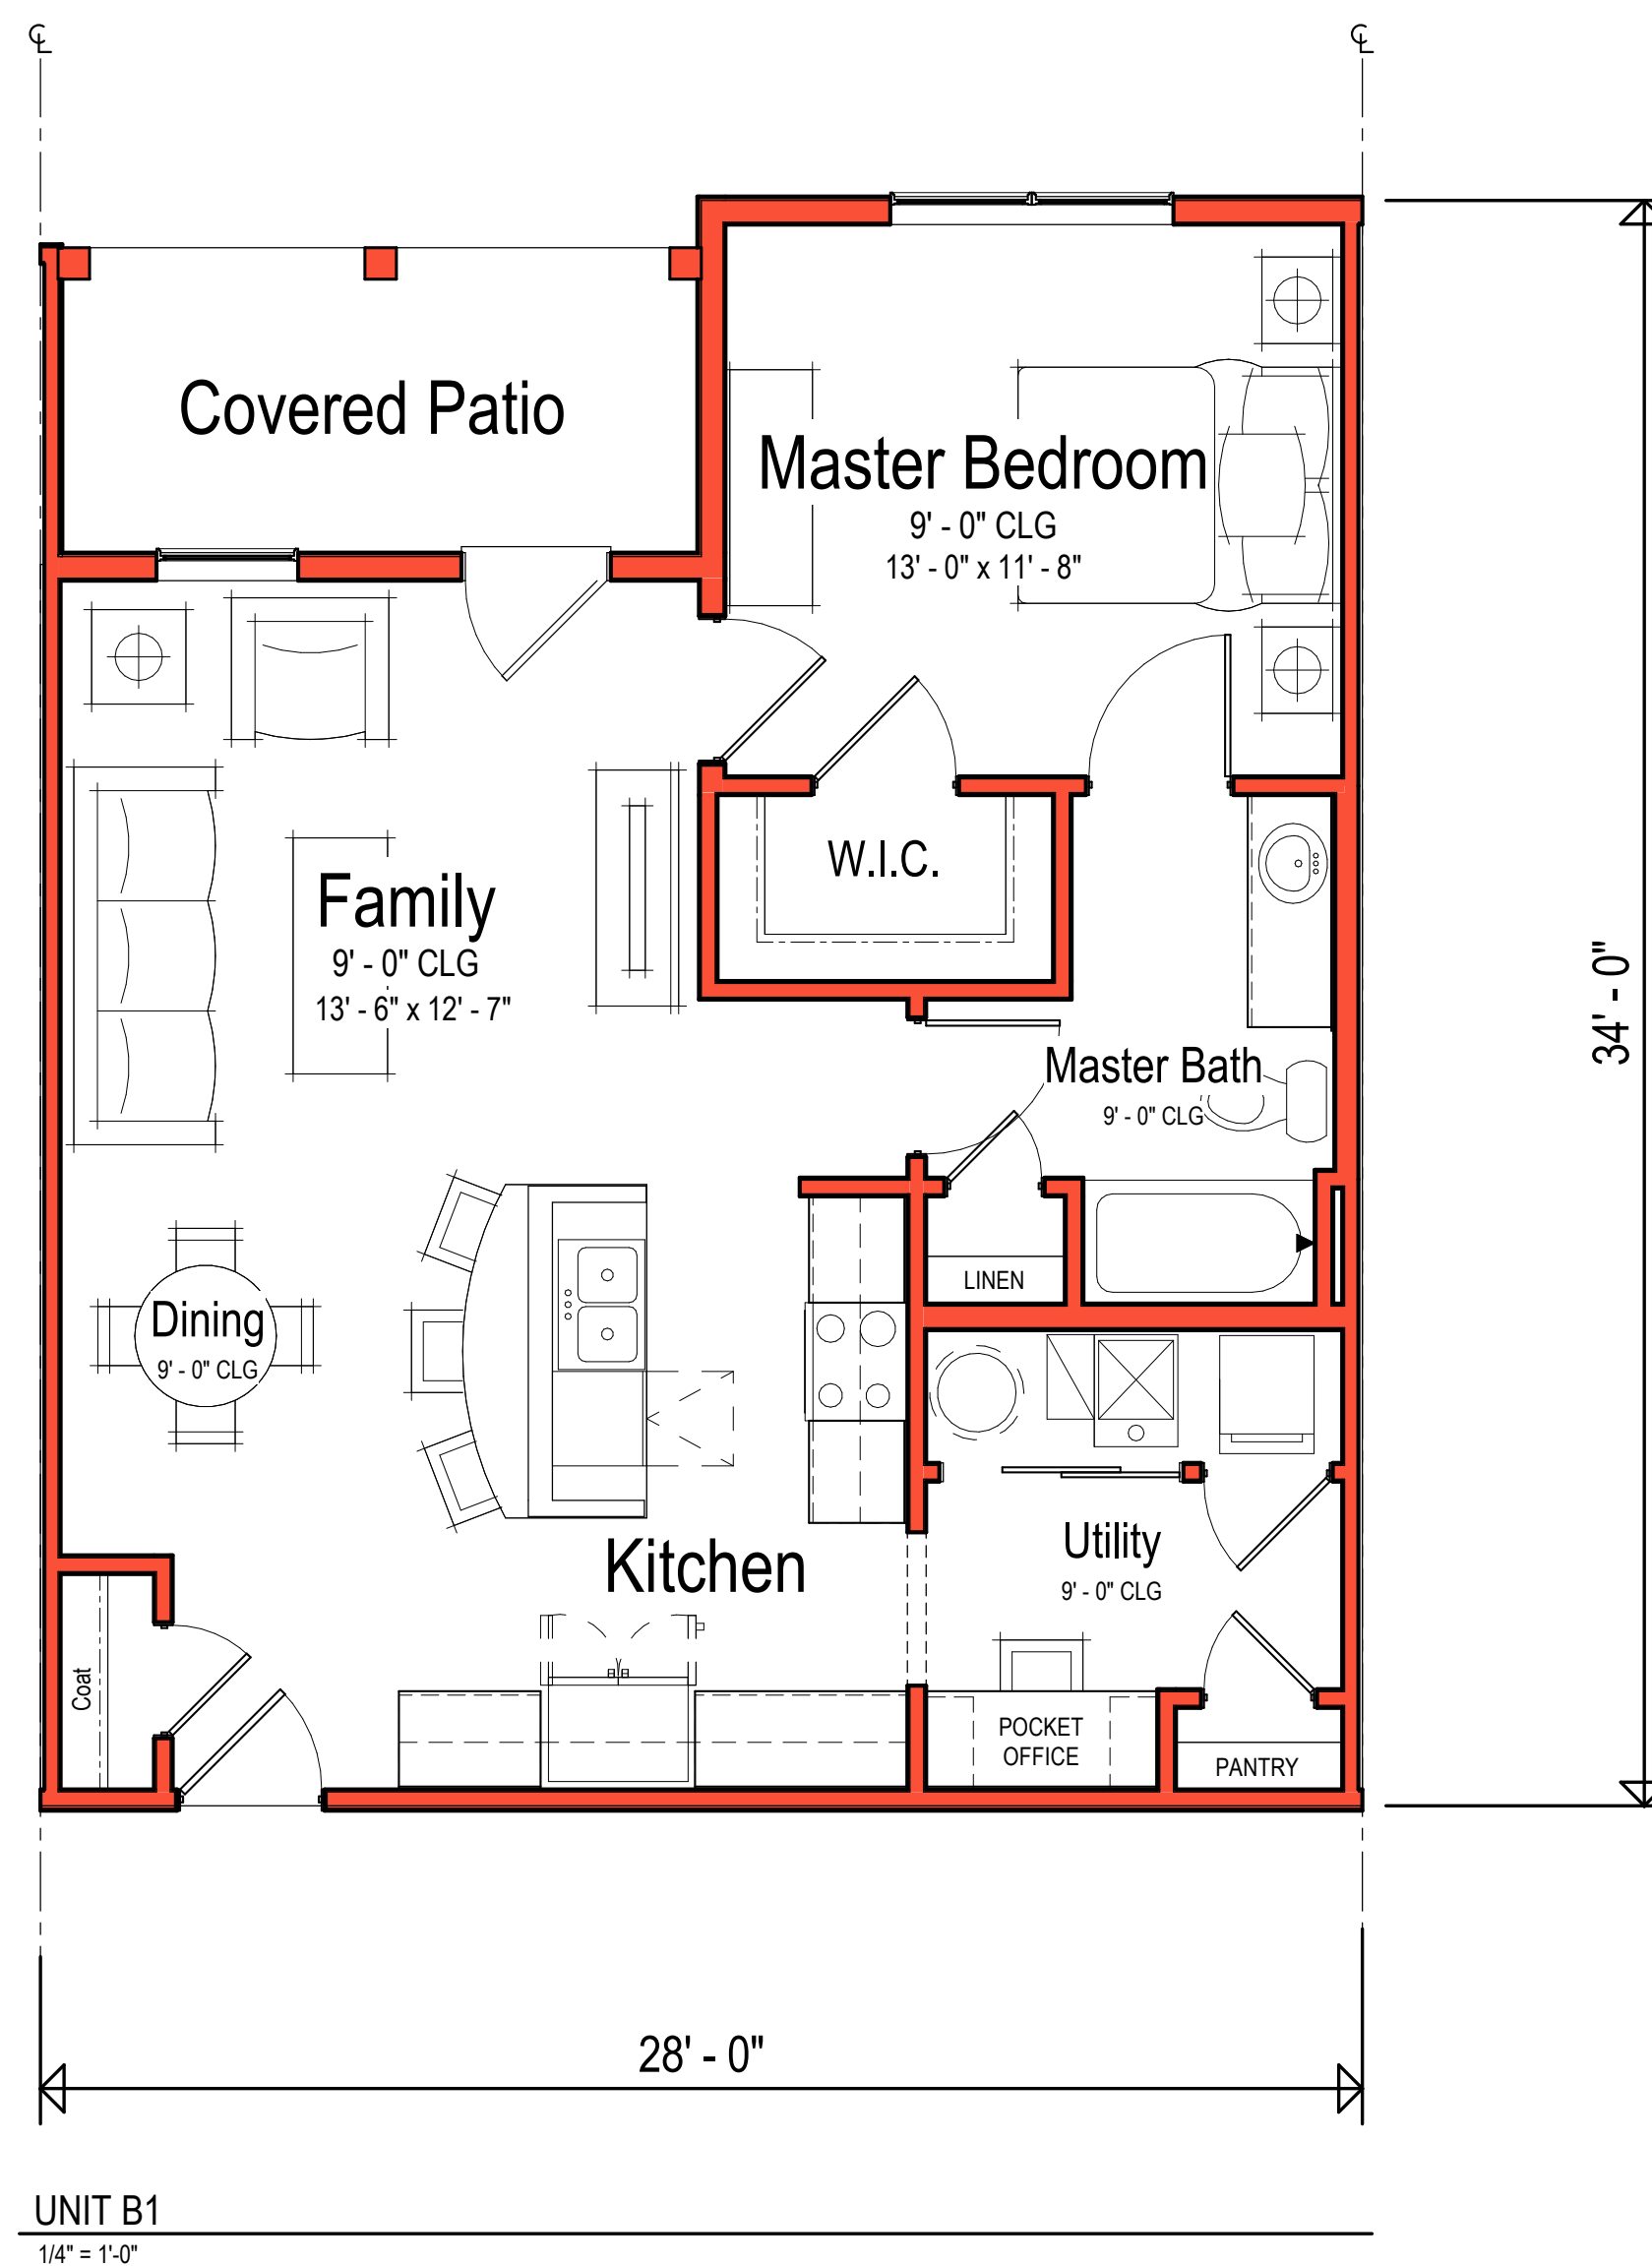 ℄ ℄
Covered Patio
Master Bedroom
9' - 0" CLG
13' - 0" x 11' - 8"
W.I.C.
Family
9' - 0" CLG
13' - 6" x 12' - 7"
34' - 0"
Master Bath
9' - 0" CLG
LINEN
Dining
9' - 0" CLG
Utility
9' - 0" CLG
Kitchen
Coat
POCKET
OFFICE
PANTRY
28' - 0"
UNIT B1
1/4" = 1'-0"